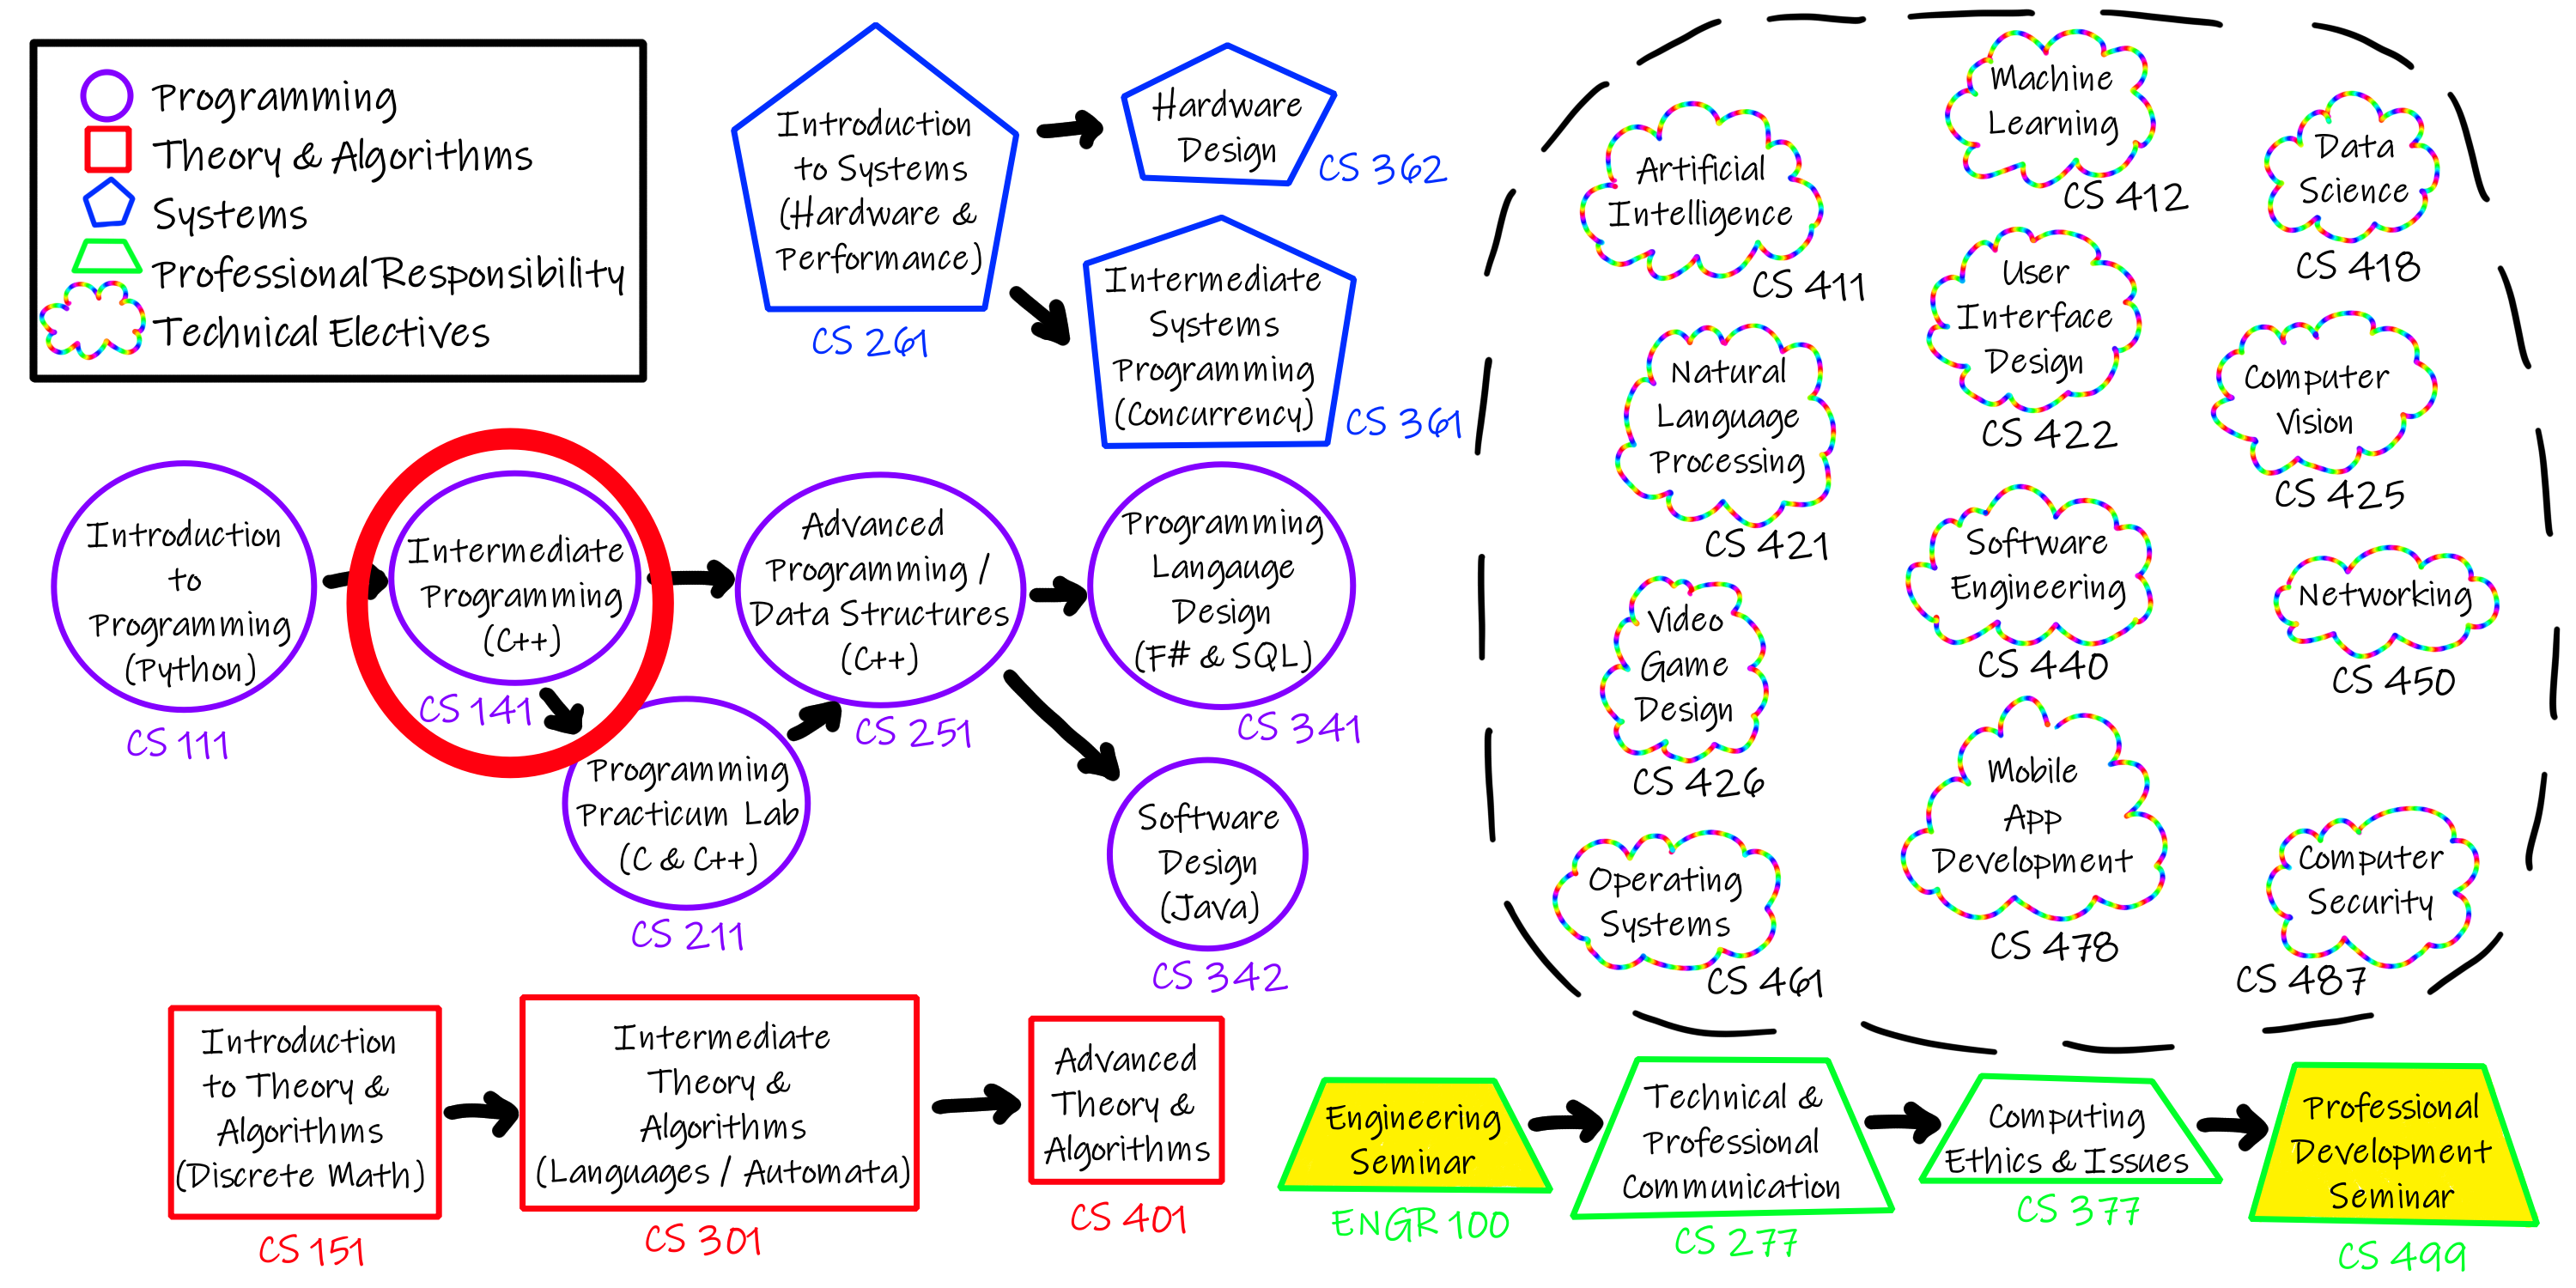 Programming
Theory & Algorithms
Systems
Professional Responsibility
Technical Electives
Introduction
to Systems
(Hardware &
Performance)
CS 261
Hardware
Design
CS 362
Intermediate
Systems
Programming
(Concurrency)
CS 361
Introduction
to
Programming
(Python)
CS 111
Intermediate
Programming
(C++)
CS 141
Programming
Practicum Lab
(C & C++)
CS 211
Advanced
Programming /
Data Structures
(C++)
CS 251
Programming
Langauge
Design
(F# & SQL)
CS 341
Software
Design
(Java)
CS 342
Introduction
to Theory &
Algorithms
(Discrete Math)
CS 151
Intermediate
Theory &
Algorithms
(Languages / Automata)
CS 301
Advanced
Theory &
Algorithms
CS 401
Artificial
Intelligence
CS 411
Machine
Learning
CS 412
Data
Science
CS 418
Natural
Language
Processing
CS 421
User
Interface
Design
CS 422
Computer
Vision
CS 425
Video
Game
Design
CS 426
Software
Engineering
CS 440
Networking
CS 450
Operating
Systems
CS 461
Mobile
App
Development
CS 478
Computer
Security
CS 487
Engineering
Seminar
ENGR 100
Technical &
Professional
Communication
CS 277
Computing
Ethics & Issues
CS 377
Professional
Development
Seminar
CS 499